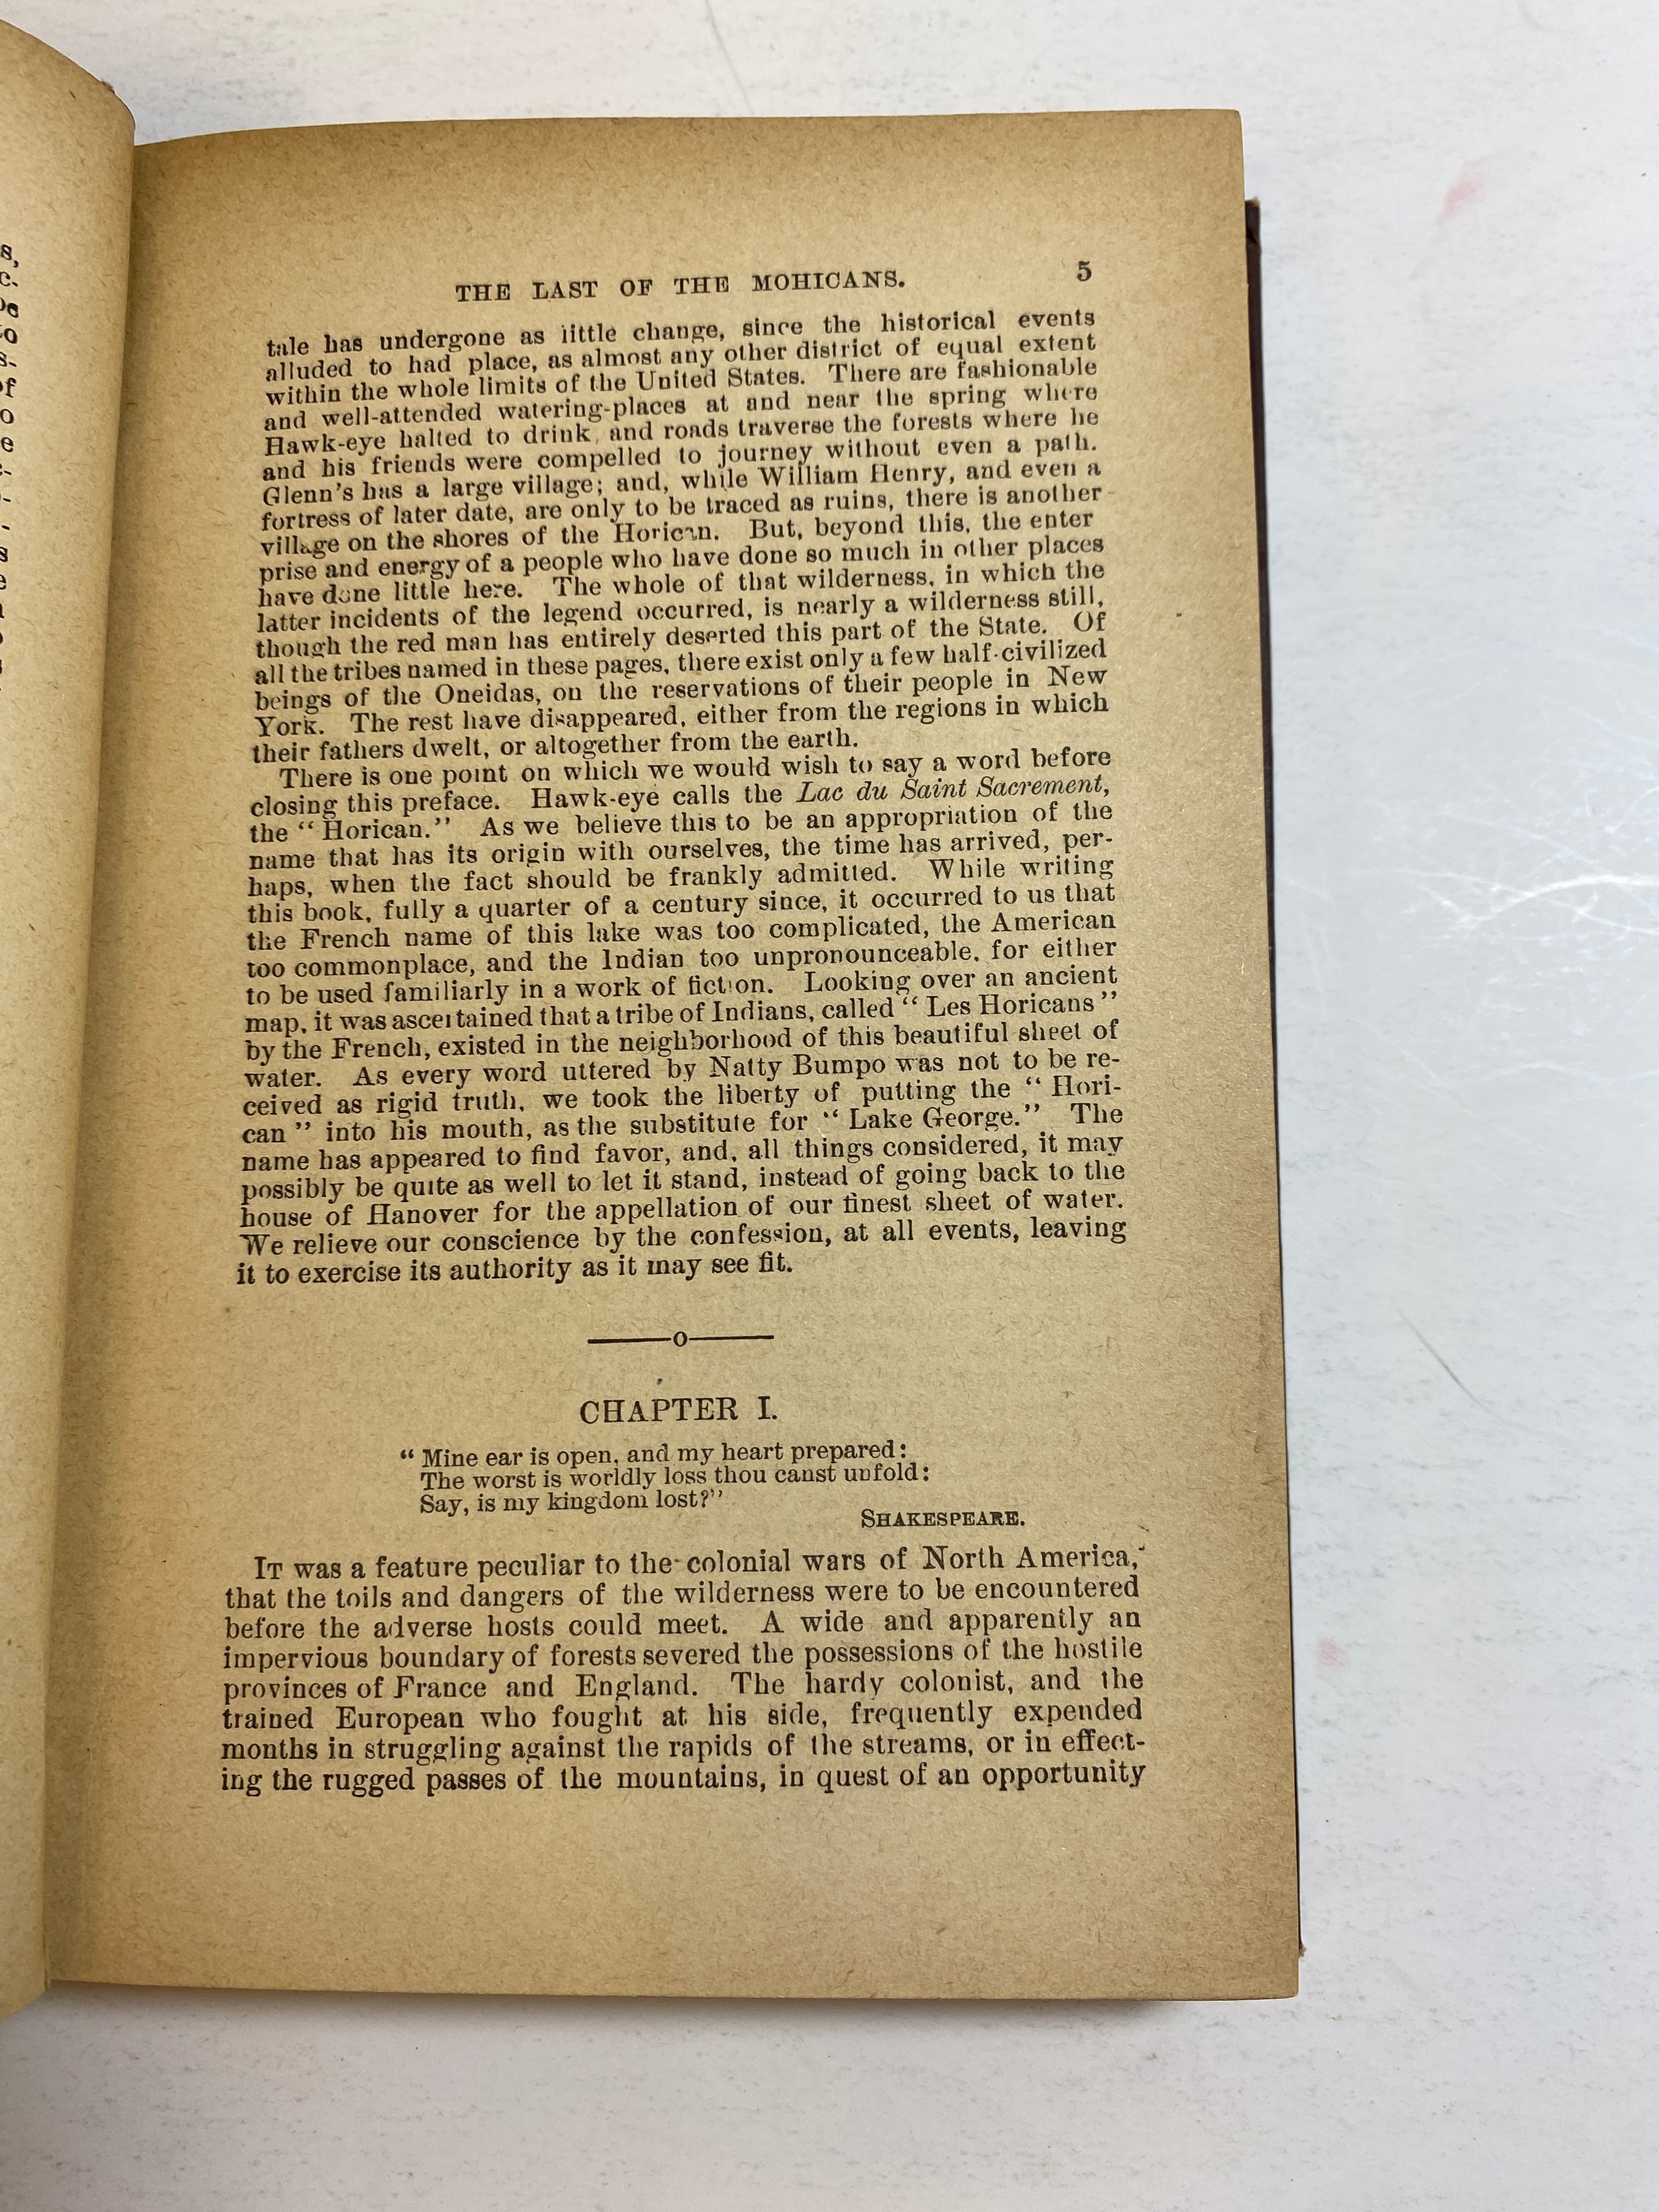 THE LAST OF THE MOHICANS. 5
tale has undergone as little change, since the historical events
alluded to had place, as almost any other district of equal extent
within the whole limits of the United States. There are fashionable
and well-attended watering-places at and near the spring where
Hawk-eye halted to drink, and roads traverse the forests where he
and his friends were compelled to journey without even a path.
Glenn's has a large village; and, while William Henry, and even a
fortress of later date, are only to be traced as ruins, there is another
village on the shores of the Horican. But, beyond this, the enter
prise and energy of a people who have done so much in other places
have done little here. The whole of that wilderness, in which the
latter incidents of the legend occurred, is nearly a wilderness still,
though the red man has entirely deserted this part of the State. Of
all the tribes named in these pages, there exist only a few half-civilized
beings of the Oneidas, on the reservations of their people in New
York. The rest have disappeared, either from the regions in which
their fathers dwelt, or altogether from the earth.
There is one point on which we would wish to say a word before
closing this preface. Hawk-eye calls the Lac du Saint Sacrement,
the “Horican.” As we believe this to be an appropriation of the
name that has its origin with ourselves, the time has arrived, per-
haps, when the fact should be frankly admitted. While writing
this book, fully a quarter of a century since, it occurred to us that
the French name of this lake was too complicated, the American
too commonplace, and the Indian too unpronounceable, for either
to be used familiarly in a work of fiction. Looking over an ancient
map, it was ascertained that a tribe of Indians, called “Les Horicans”
by the French, existed in the neighborhood of this beautiful sheet of
water. As every word uttered by Natty Bumpo was not to be re-
ceived as rigid truth, we took the liberty of putting the “Hori-
can” into his mouth, as the substitute for “Lake George.” The
name has appeared to find favor, and, all things considered, it may
possibly be quite as well to let it stand, instead of going back to the
house of Hanover for the appellation of our finest sheet of water.
We relieve our conscience by the confession, at all events, leaving
it to exercise its authority as it may see fit.
CHAPTER I.
“Mine ear is open, and my heart prepared:
The worst is worldly loss thou canst unfold:
Say, is my kingdom lost?”
SHAKESPEARE.
IT was a feature peculiar to the colonial wars of North America,
that the toils and dangers of the wilderness were to be encountered
before the adverse hosts could meet. A wide and apparently an
impervious boundary of forests severed the possessions of the hostile
provinces of France and England. The hardy colonist, and the
trained European who fought at his side, frequently expended
months in struggling against the rapids of the streams, or in effect-
ing the rugged passes of the mountains, in quest of an opportunity